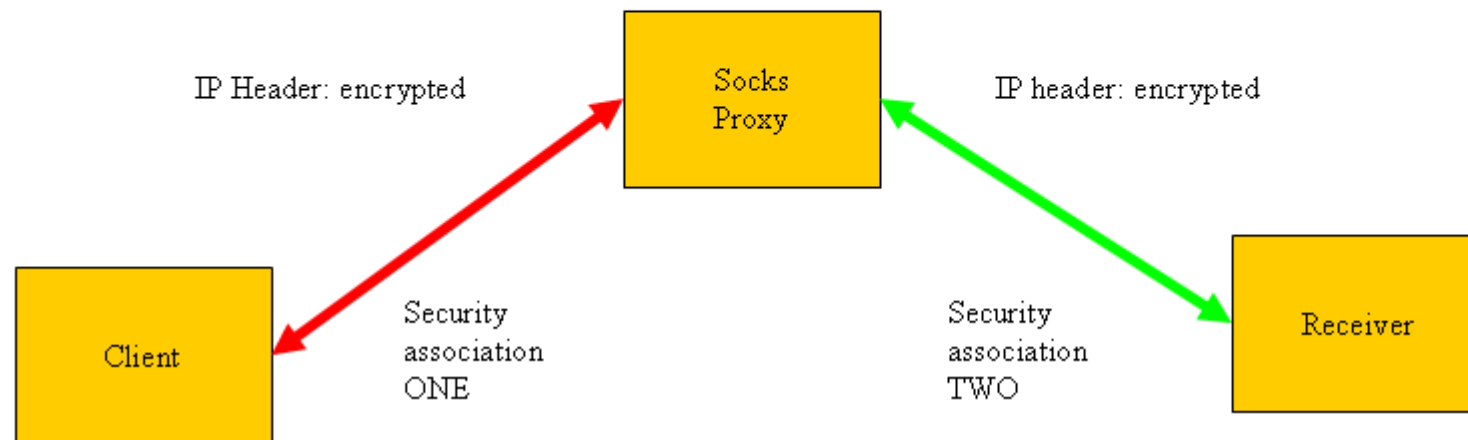 IP Header: encrypted
Socks
Proxy
IP header: encrypted
Client
Security
association
ONE
Security
association
TWO
Receiver